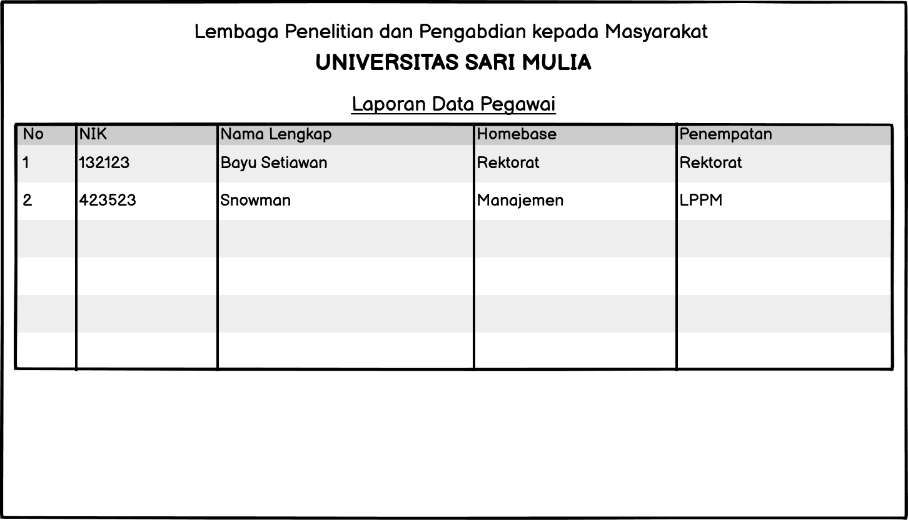 Lembaga Penelitian dan Pengabdian kepada Masyarakat
UNIVERSITAS SARI MULIA
Laporan Data Pegawai
No NIK Nama Lengkap Homebase Penempatan
1 132123 Bayu Setiawan Rektorat Rektorat
2 423523 Snowman Manajemen LPPM